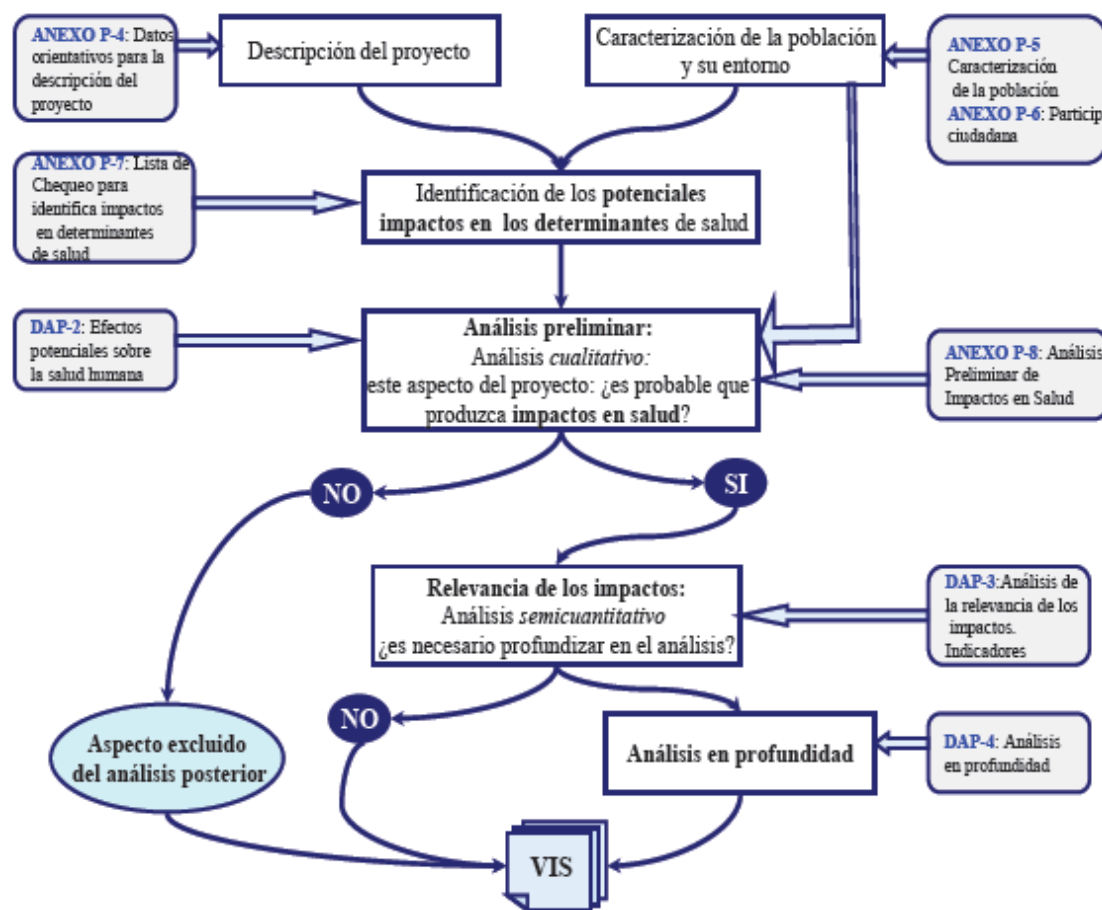 ANEXO P-4: Datos
orientativos para la
descripción del
proyecto
Descripción del proyecto
Caracterización de la población
y su entorno
ANEXO P-5
Caracterización
de la población
ANEXO P-6: Particip
ciudadana
ANEXO P-7: Lista de
Chequeo para
identifica impactos
en determinantes
de salud
Identificación de los potenciales
impactos en los determinantes de salud
DAP-2: Efectos
potenciales sobre
la salud humana
Análisis preliminar:
Análisis cualitativo:
este aspecto del proyecto: ¿es probable que
produzca impactos en salud?
ANEXO P-8: Análisis
Preliminar de
Impactos en Salud
NO
SI
Relevancia de los impactos:
Análisis semicuantitativo
¿es necesario profundizar en el análisis?
DAP-3:Análisis de
la relevancia de los
impactos.
Indicadores
Aspecto excluido
del análisis posterior
NO
Análisis en profundidad
DAP-4: Análisis
en profundidad
VIS